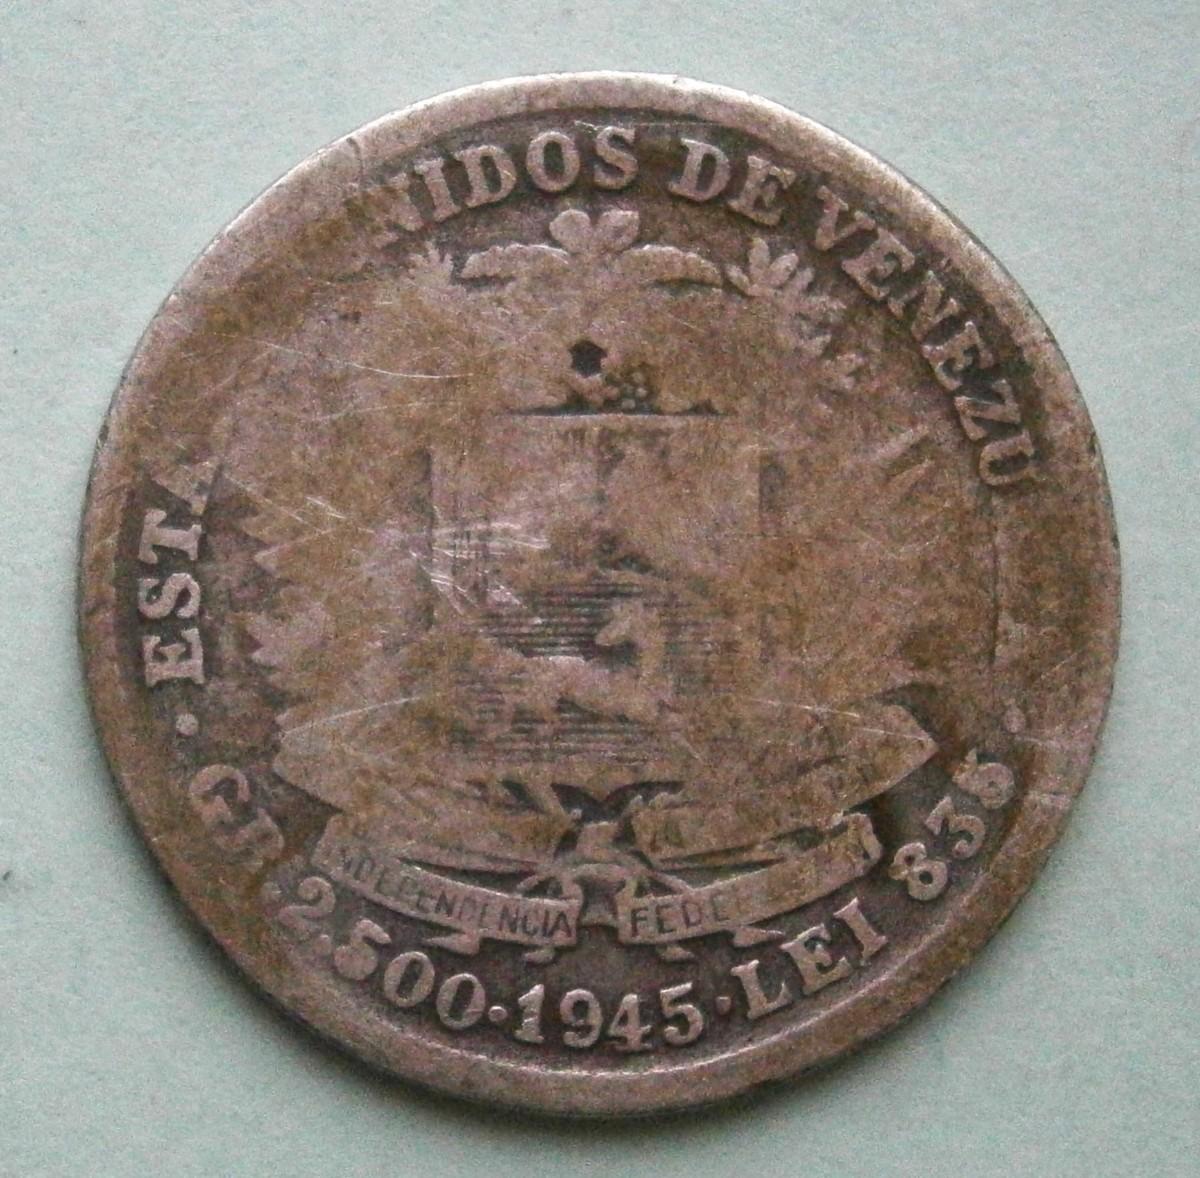 ESTA NIDOS DE VENEZU
GR. 2,500 · 1945 · LEI 835 ·
INDEPENDENCIA FEDE